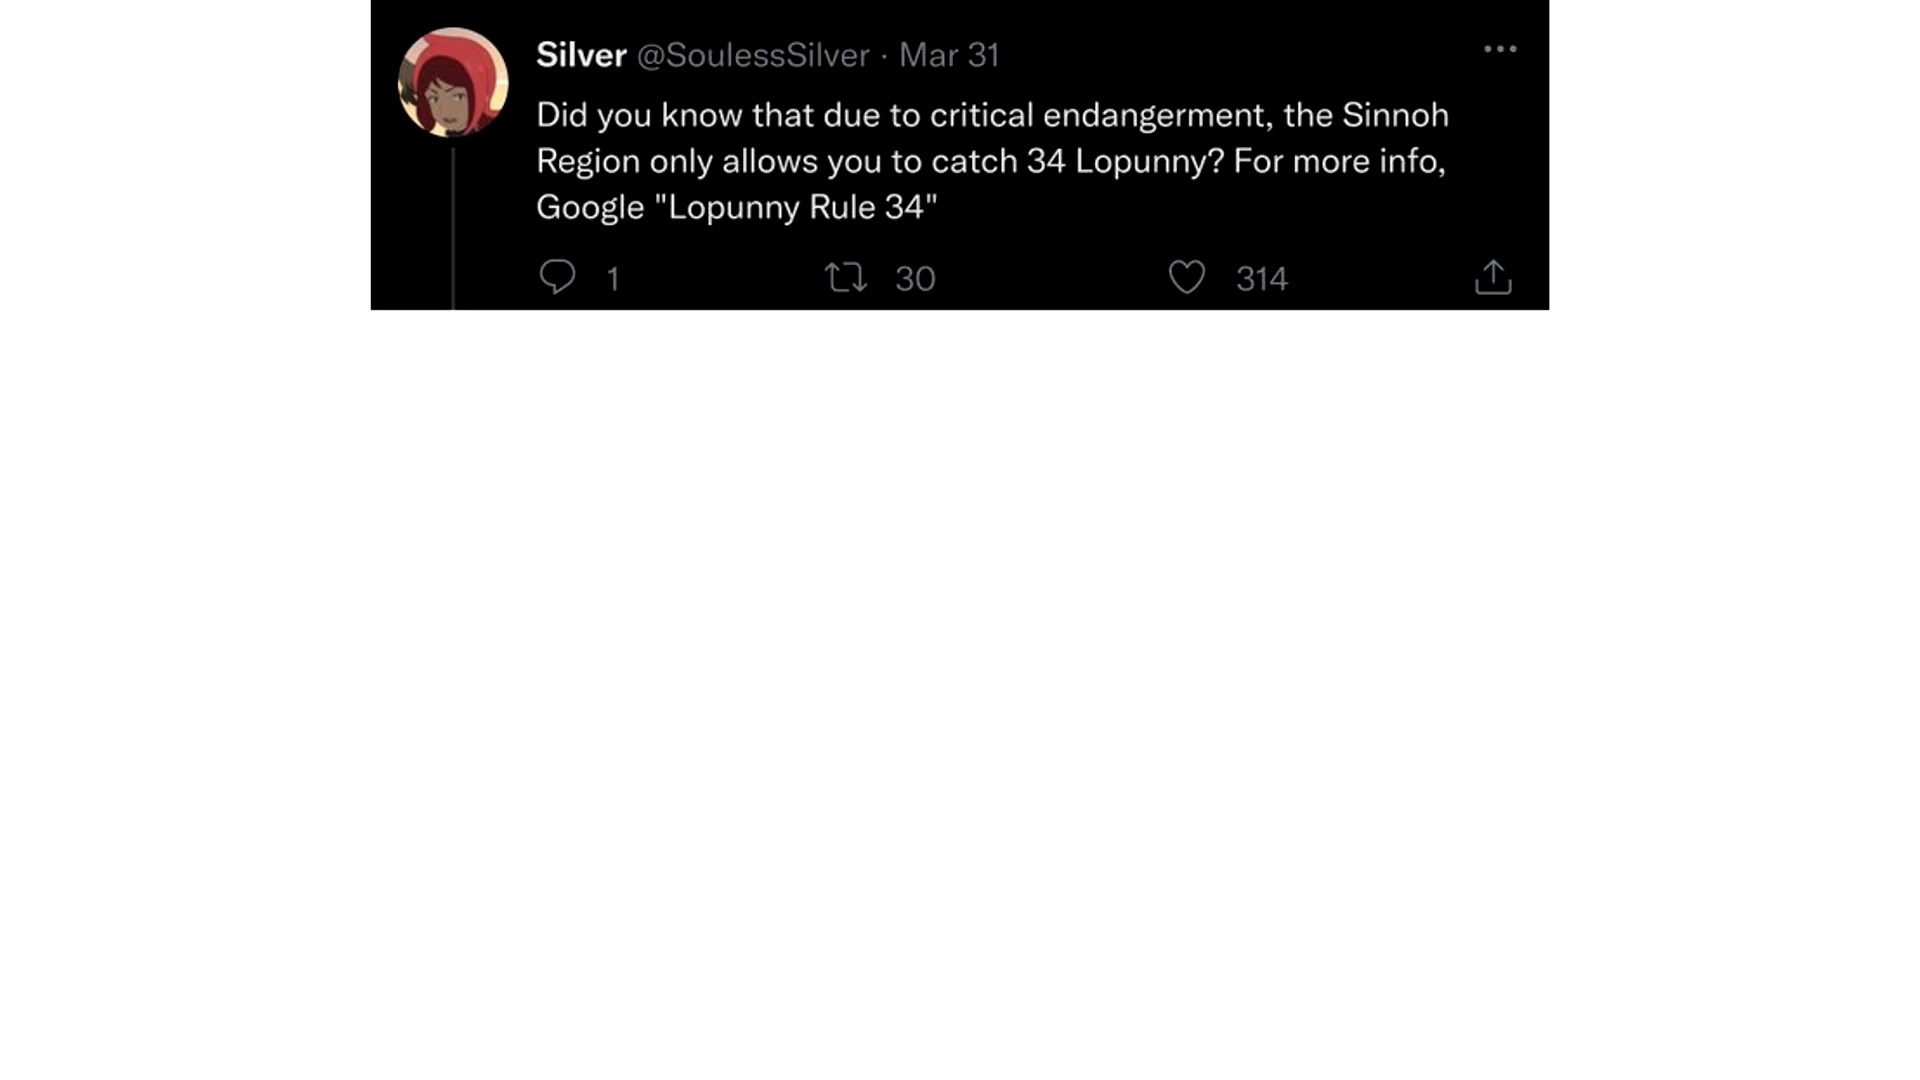 Silver @SoulessSilver · Mar 31
Did you know that due to critical endangerment, the Sinnoh
Region only allows you to catch 34 Lopunny? For more info,
Google "Lopunny Rule 34"
1 30 314